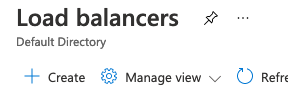 Load balancers
Default Directory
Create Manage view Refre